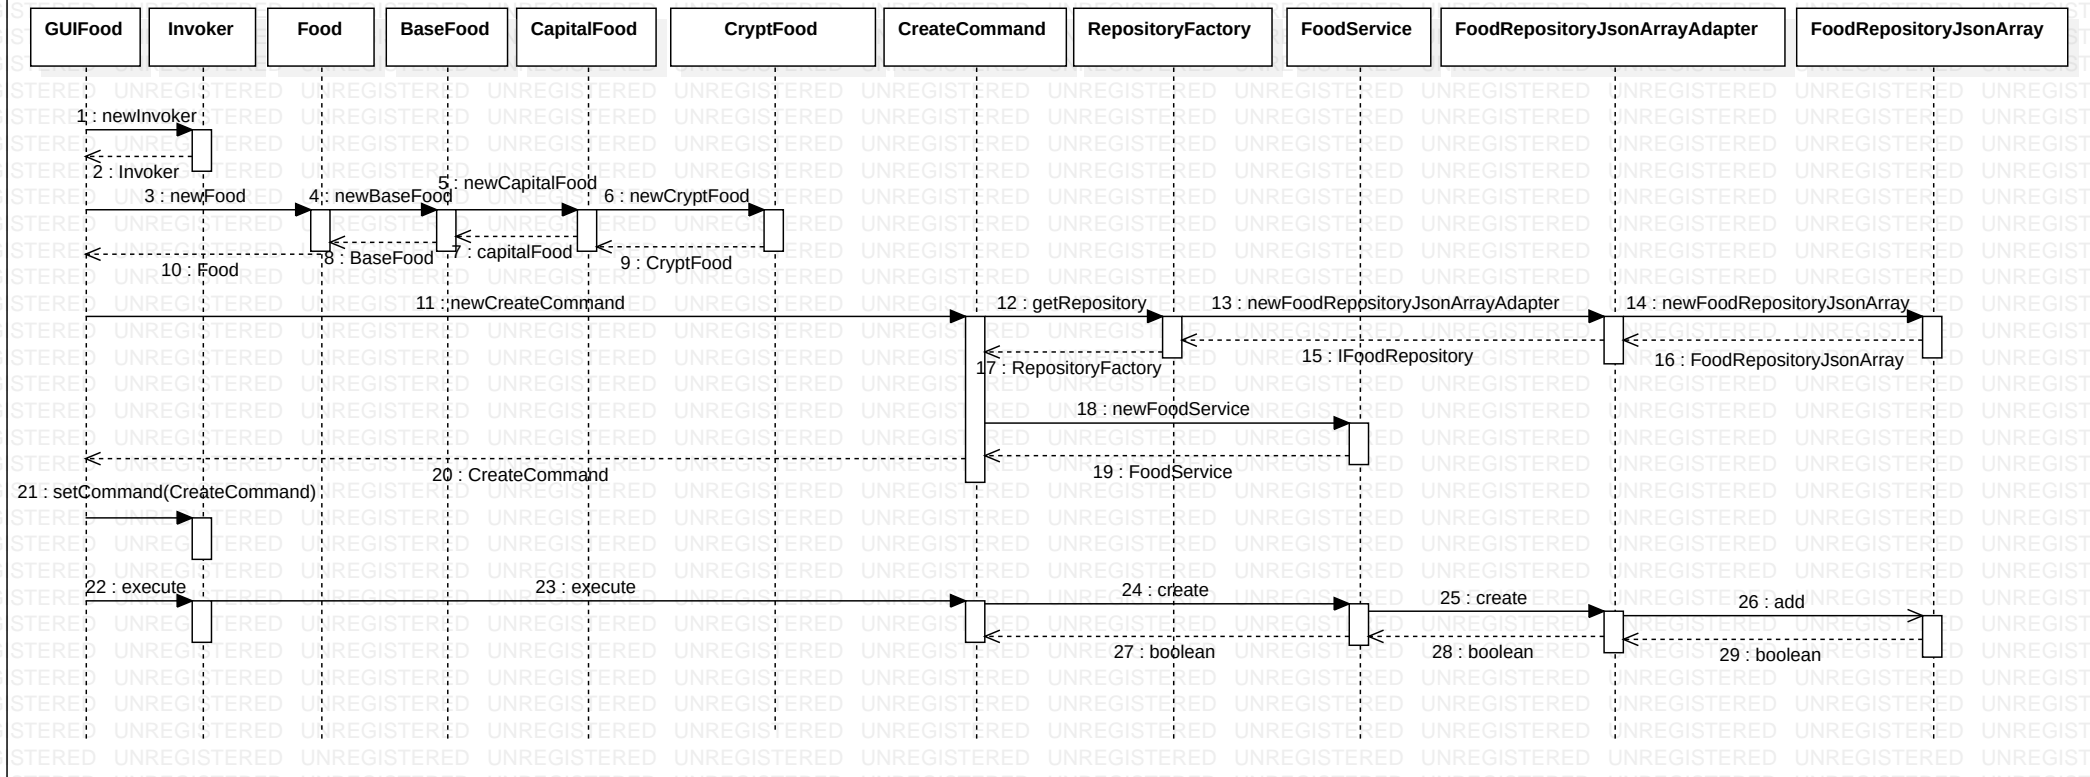 GUIFood
Invoker
Food
BaseFood
CapitalFood
CryptFood
CreateCommand
RepositoryFactory
FoodService
FoodRepositoryJsonArrayAdapter
FoodRepositoryJsonArray
1 : newInvoker
2 : Invoker
3 : newFood
4 : newBaseFood
5 : newCapitalFood
6 : newCryptFood
7 : capitalFood
8 : BaseFood
9 : CryptFood
10 : Food
11 : newCreateCommand
12 : getRepository
13 : newFoodRepositoryJsonArrayAdapter
14 : newFoodRepositoryJsonArray
15 : IFoodRepository
16 : FoodRepositoryJsonArray
17 : RepositoryFactory
18 : newFoodService
19 : FoodService
20 : CreateCommand
21 : setCommand(CreateCommand)
22 : execute
23 : execute
24 : create
25 : create
26 : add
27 : boolean
28 : boolean
29 : boolean
UNREGISTERED